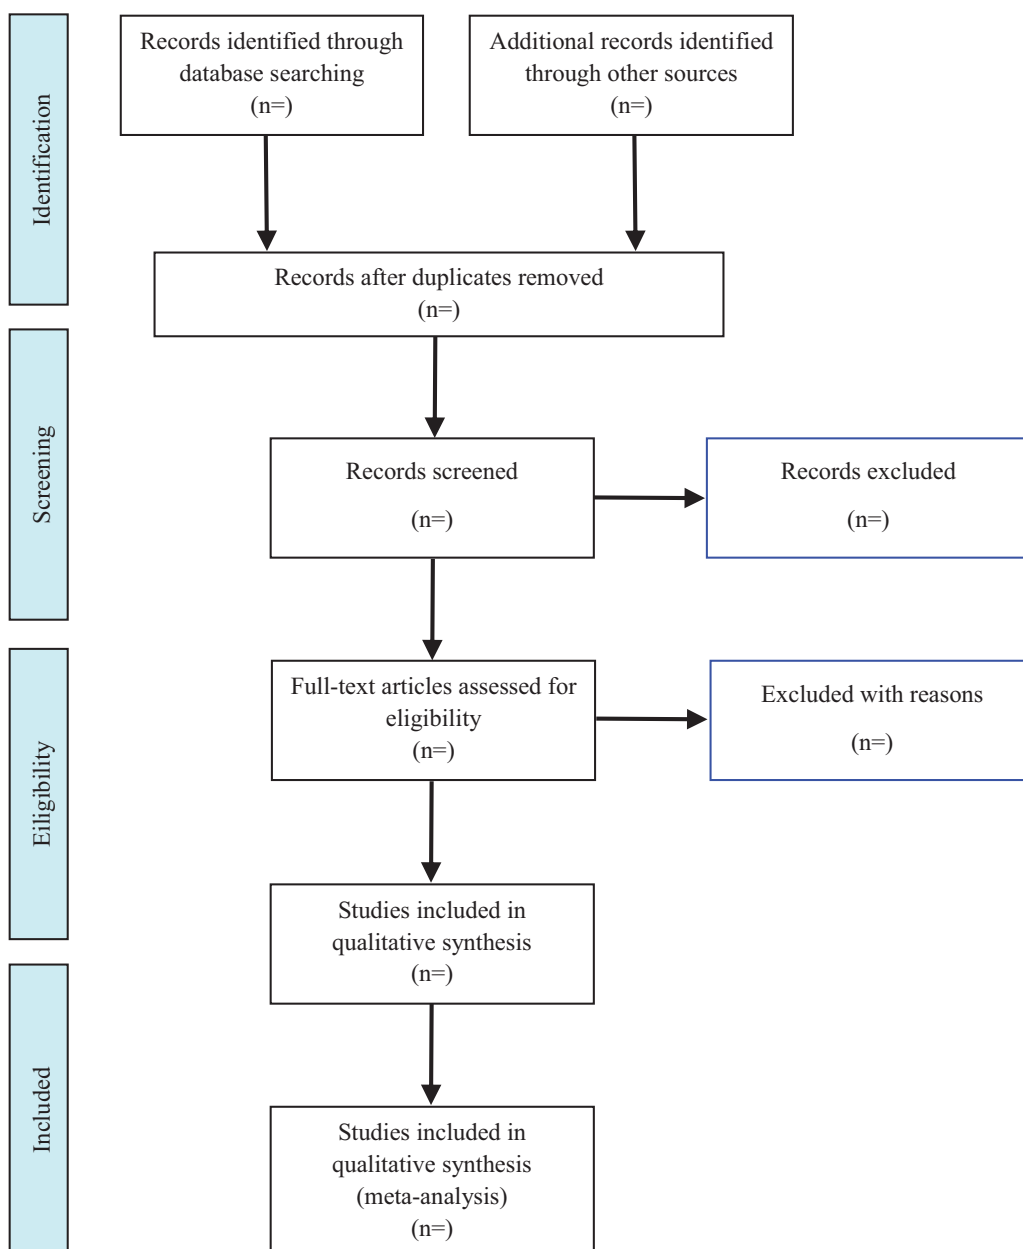 Identification
Records identified through
database searching
(n=)
Additional records identified
through other sources
(n=)
Records after duplicates removed
(n=)
Screening
Records screened
(n=)
Records excluded
(n=)
Eiligibility
Full-text articles assessed for
eligibility
(n=)
Excluded with reasons
(n=)
Studies included in
qualitative synthesis
(n=)
Included
Studies included in
qualitative synthesis
(meta-analysis)
(n=)